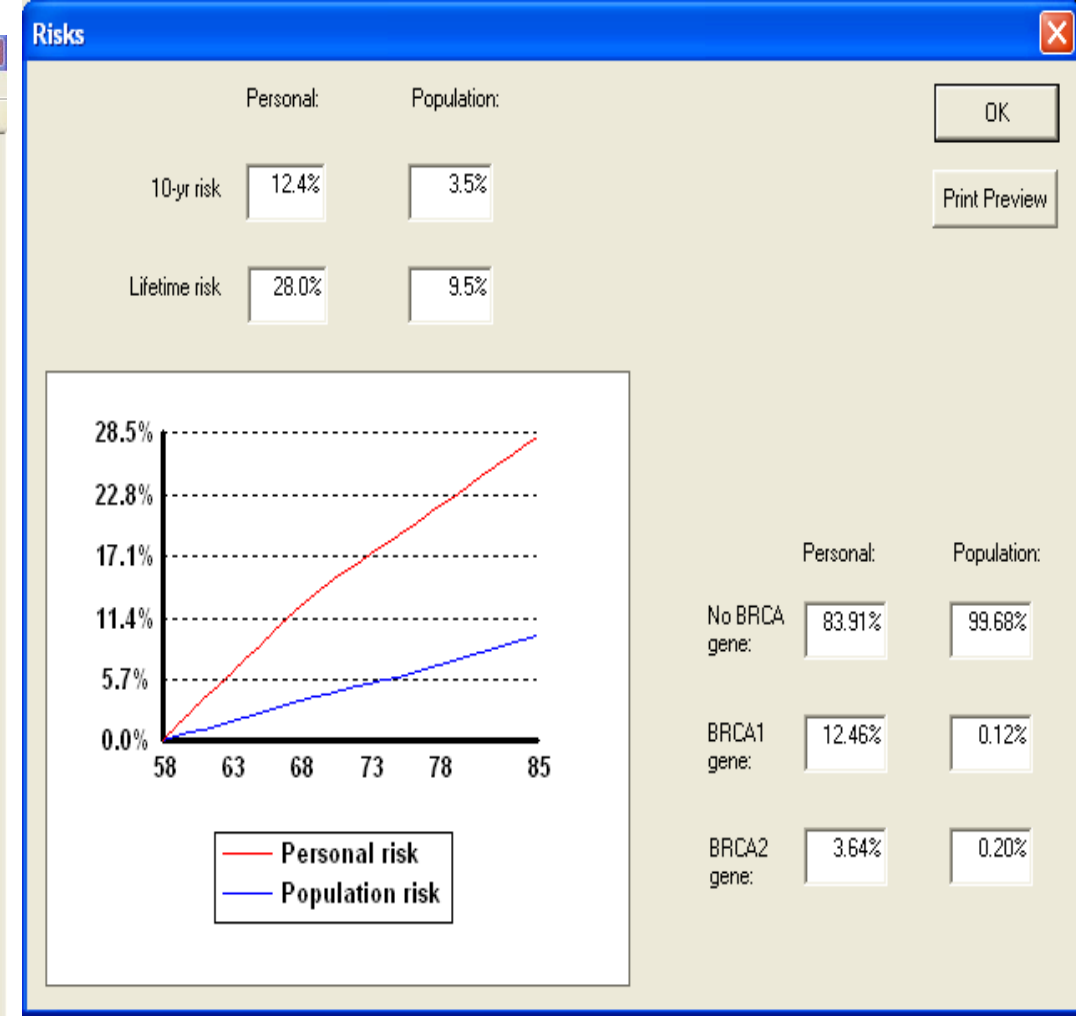 Risks
Personal: Population:
OK
10-yr risk 12.4% 3.5%
Print Preview
Lifetime risk 28.0% 9.5%
28.5%
22.8%
17.1%
11.4%
5.7%
0.0%
58 63 68 73 78 85
Personal risk
Population risk
Personal: Population:
No BRCA
gene: 83.91% 99.68%
BRCA1
gene: 12.46% 0.12%
BRCA2
gene: 3.64% 0.20%